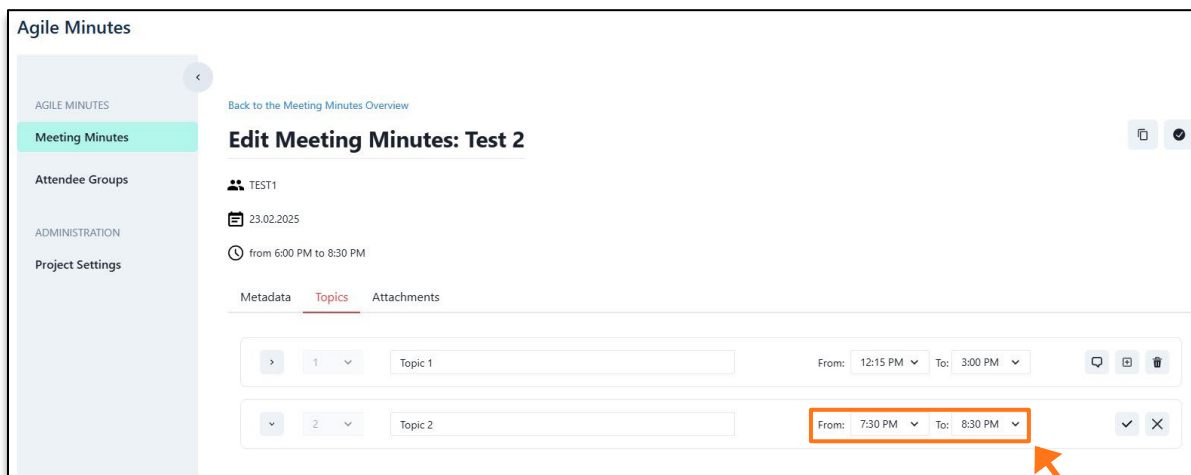 Agile Minutes
AGILE MINUTES
Meeting Minutes
Attendee Groups
ADMINISTRATION
Project Settings
Back to the Meeting Minutes Overview
Edit Meeting Minutes: Test 2
TEST1
23.02.2025
from 6:00 PM to 8:30 PM
Metadata Topics Attachments
1 Topic 1 From: 12:15 PM To: 3:00 PM
2 Topic 2 From: 7:30 PM To: 8:30 PM